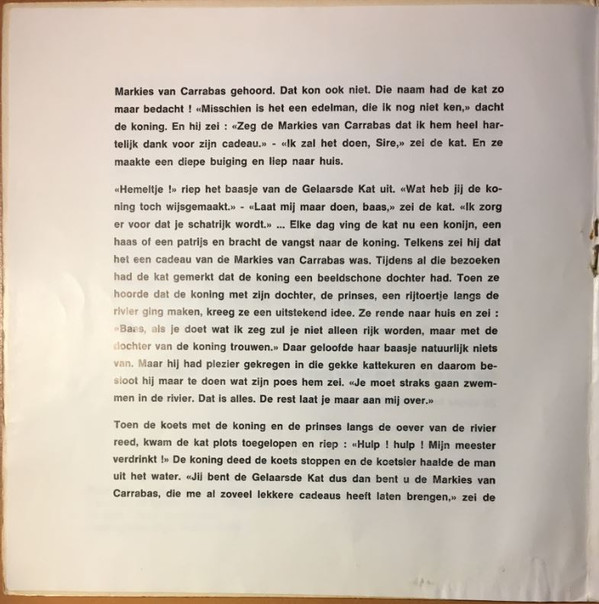 Markies van Carrabas gehoord. Dat kon ook niet. Die naam had de kat zo
maar bedacht ! «Misschien is het een edelman, die ik nog niet ken,» dacht
de koning. En hij zei : «Zeg de Markies van Carrabas dat ik hem heel har-
telijk dank voor zijn cadeau.» - «Ik zal het doen, Sire,» zei de kat. En ze
maakte een diepe buiging en liep naar huis.
«Hemeltje !» riep het baasje van de Gelaarsde Kat uit. «Wat heb jij de ko-
ning toch wijsgemaakt.» - «Laat mij maar doen, baas,» zei de kat. «Ik zorg
er voor dat je schatrijk wordt.» ... Elke dag ving de kat nu een konijn, een
haas of een patrijs en bracht de vangst naar de koning. Telkens zei hij dat
het een cadeau van de Markies van Carrabas was. Tijdens al die bezoeken
had de kat gemerkt dat de koning een beeldschone dochter had. Toen ze
hoorde dat de koning met zijn dochter, de prinses, een rijtoertje langs de
rivier ging maken, kreeg ze een uitstekend idee. Ze rende naar huis en zei :
«Baas, als je doet wat ik zeg zul je niet alleen rijk worden, maar met de
dochter van de koning trouwen.» Daar geloofde haar baasje natuurlijk niets
van. Maar hij had plezier gekregen in die gekke kattekuren en daarom be-
sloot hij maar te doen wat zijn poes hem zei. «Je moet straks gaan zwem-
men in de rivier. Dat is alles. De rest laat je maar aan mij over.»
Toen de koets met de koning en de prinses langs de oever van de rivier
reed, kwam de kat plots toegelopen en riep : «Hulp ! hulp ! Mijn meester
verdrinkt !» De koning deed de koets stoppen en de koetsier haalde de man
uit het water. «Jij bent de Gelaarsde Kat dus dan bent u de Markies van
Carrabas, die me al zoveel lekkere cadeaus heeft laten brengen,» zei de